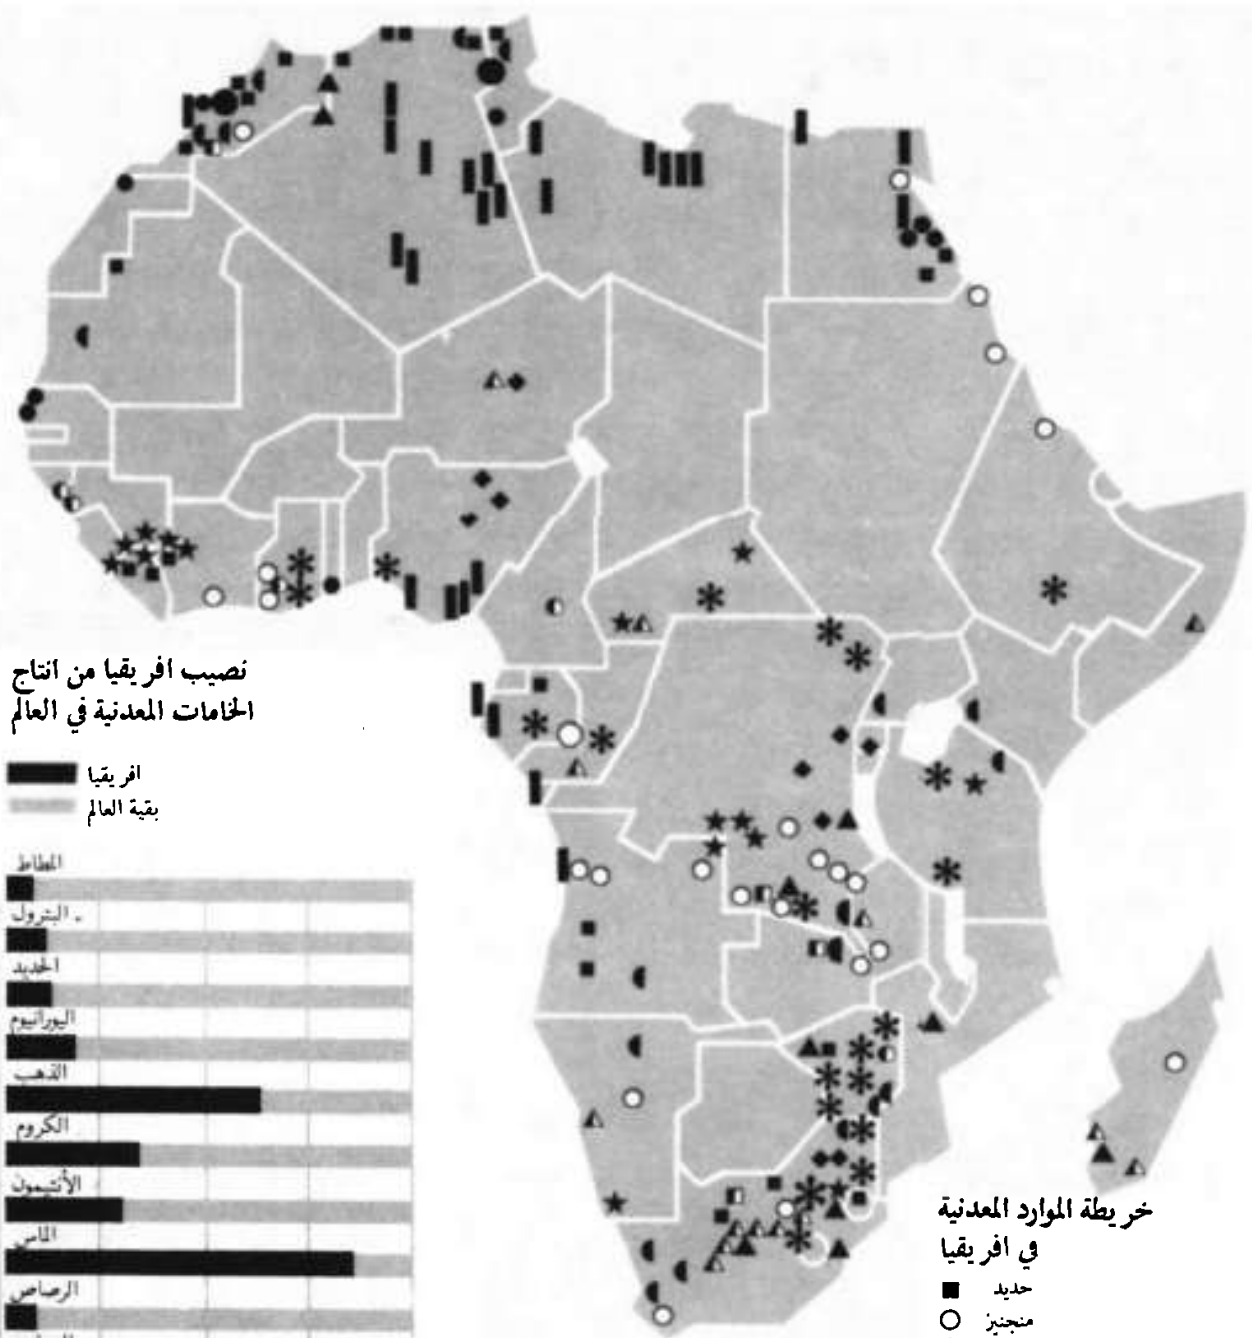 نصيب افريقيا من انتاج
الخامات المعدنية في العالم
افريقيا
بقية العالم
المطاط
البترول
الحديد
اليورانيوم
الذهب
الكروم
الأنتيمون
الماس
الرصاص
خريطة الموارد المعدنية
في افريقيا
حديد
منجنيز